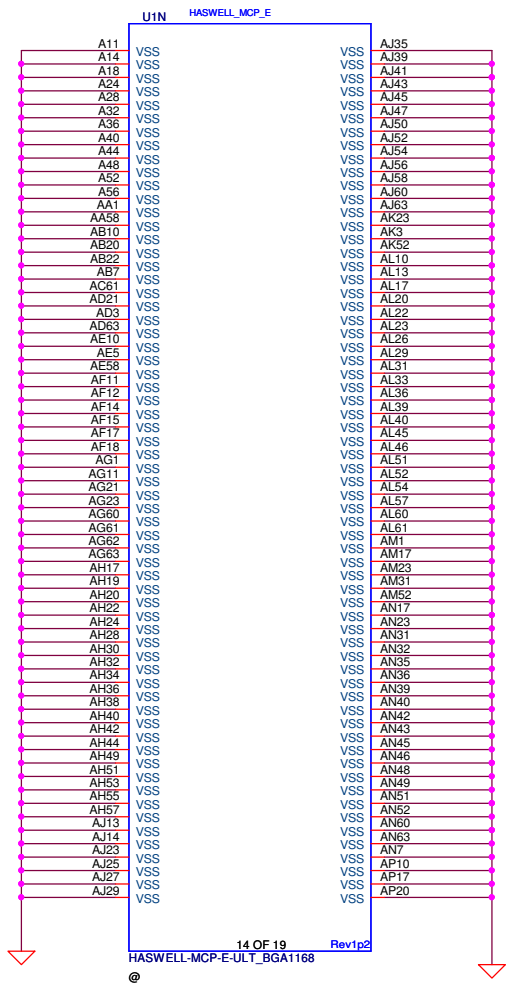 U1N HASWELL_MCP_E
A11 VSS VSS AJ35
A14 VSS VSS AJ39
A18 VSS VSS AJ41
A24 VSS VSS AJ43
A28 VSS VSS AJ45
A32 VSS VSS AJ47
A36 VSS VSS AJ50
A40 VSS VSS AJ52
A44 VSS VSS AJ54
A48 VSS VSS AJ56
A52 VSS VSS AJ58
A56 VSS VSS AJ60
AA1 VSS VSS AJ63
AA58 VSS VSS AK23
AB10 VSS VSS AK3
AB20 VSS VSS AK52
AB22 VSS VSS AL10
AB7 VSS VSS AL13
AC61 VSS VSS AL17
AD21 VSS VSS AL20
AD3 VSS VSS AL22
AD63 VSS VSS AL23
AE10 VSS VSS AL26
AE5 VSS VSS AL29
AE58 VSS VSS AL31
AF11 VSS VSS AL33
AF12 VSS VSS AL36
AF14 VSS VSS AL39
AF15 VSS VSS AL40
AF17 VSS VSS AL45
AF18 VSS VSS AL46
AG1 VSS VSS AL51
AG11 VSS VSS AL52
AG21 VSS VSS AL54
AG23 VSS VSS AL57
AG60 VSS VSS AL60
AG61 VSS VSS AL61
AG62 VSS VSS AM1
AG63 VSS VSS AM17
AH17 VSS VSS AM23
AH19 VSS VSS AM31
AH20 VSS VSS AM52
AH22 VSS VSS AN17
AH24 VSS VSS AN23
AH28 VSS VSS AN31
AH30 VSS VSS AN32
AH32 VSS VSS AN35
AH34 VSS VSS AN36
AH36 VSS VSS AN39
AH38 VSS VSS AN40
AH40 VSS VSS AN42
AH42 VSS VSS AN43
AH44 VSS VSS AN45
AH49 VSS VSS AN46
AH51 VSS VSS AN48
AH53 VSS VSS AN49
AH55 VSS VSS AN51
AH57 VSS VSS AN52
AJ13 VSS VSS AN60
AJ14 VSS VSS AN63
AJ23 VSS VSS AN7
AJ25 VSS VSS AP10
AJ27 VSS VSS AP17
AJ29 VSS VSS AP20
14 OF 19 Rev1p2
HASWELL-MCP-E-ULT_BGA1168
@